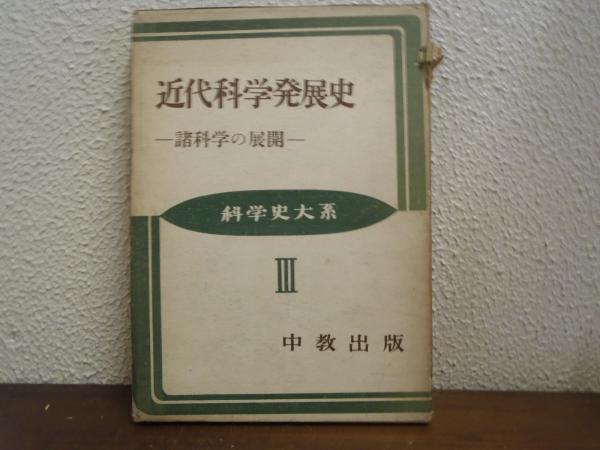 近代科学発展史
―諸科学の展開―
科学史大系
III
中教出版